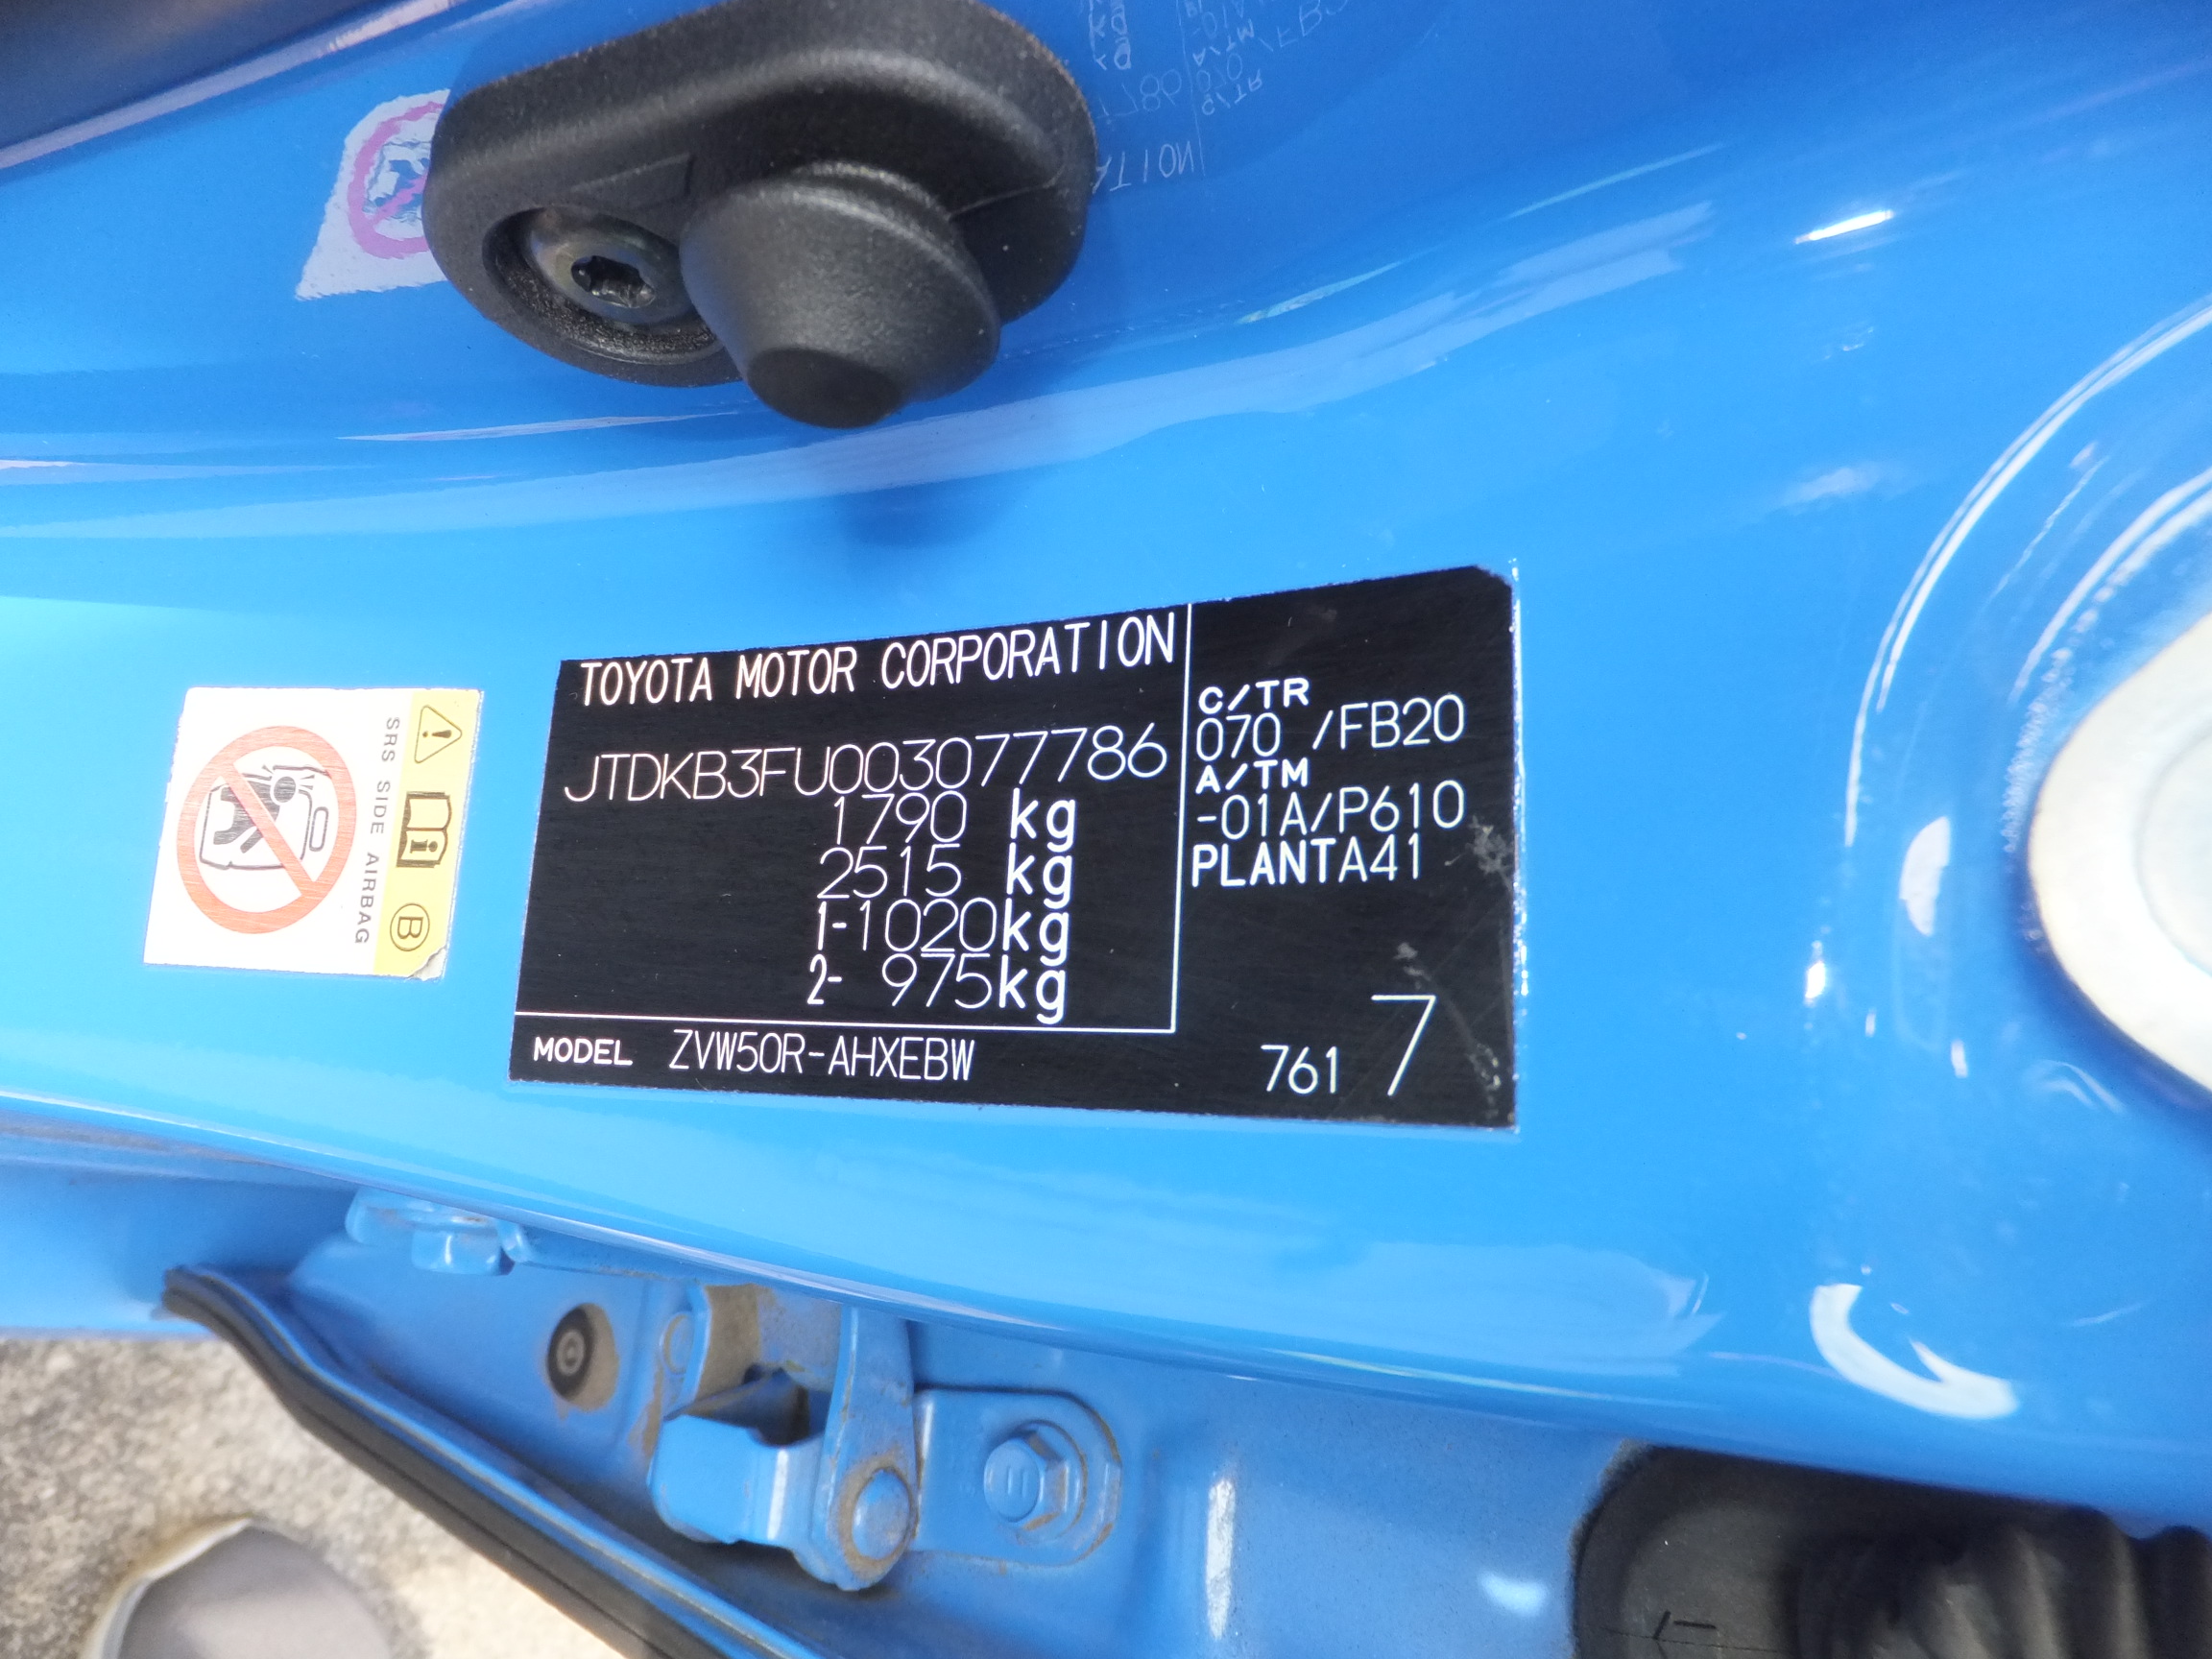 TOYOTA MOTOR CORPORATION
JTDKB3FU003077786
1790 kg
2515 kg
1-1020kg
2- 975kg
MODEL ZVW50R-AHXEBW
C/TR
070 /FB20
A/TM
-01A/P610
PLANTA41
761 7
SRS SIDE AIRBAG
i
B